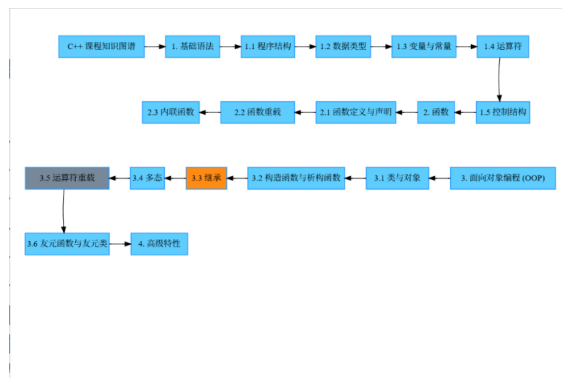 C++ 课程知识图谱
1. 基础语法
1.1 程序结构
1.2 数据类型
1.3 变量与常量
1.4 运算符
1.5 控制结构
2. 函数
2.1 函数定义与声明
2.2 函数重载
2.3 内联函数
3. 面向对象编程 (OOP)
3.1 类与对象
3.2 构造函数与析构函数
3.3 继承
3.4 多态
3.5 运算符重载
3.6 友元函数与友元类
4. 高级特性